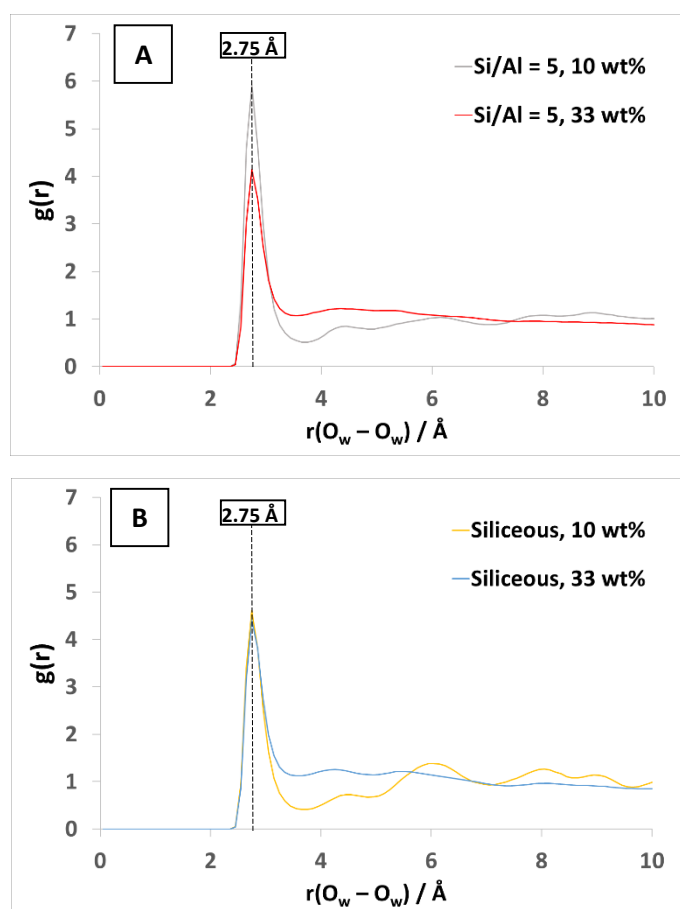 A
2.75 Å
Si/Al = 5, 10 wt%
Si/Al = 5, 33 wt%
7
6
5
4
3
2
1
0
g(r)
0 2 4 6 8 10
r(Ow – Ow) / Å
B
2.75 Å
Siliceous, 10 wt%
Siliceous, 33 wt%
7
6
5
4
3
2
1
0
g(r)
0 2 4 6 8 10
r(Ow – Ow) / Å